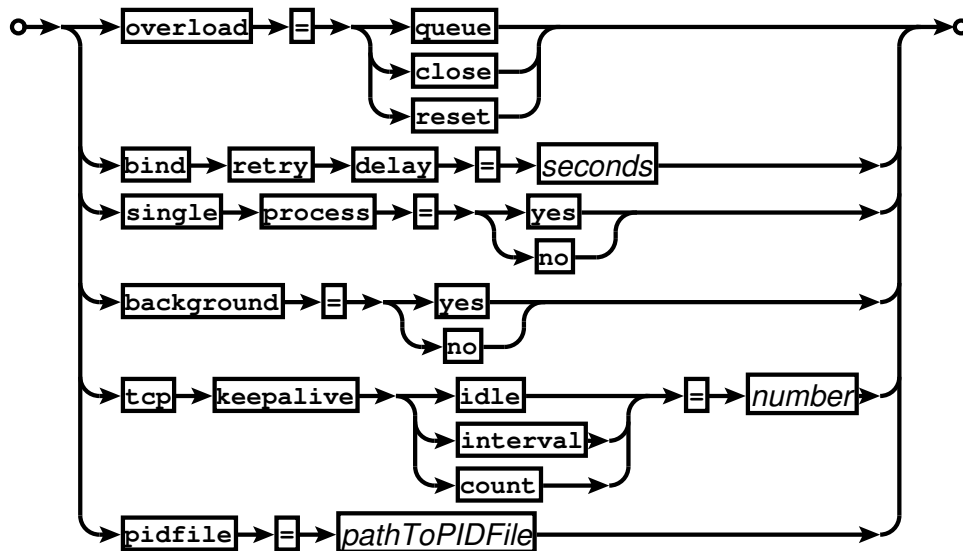 overload = queue
close
reset
bind retry delay = seconds
single process = yes
no
background = yes
no
tcp keepalive idle = number
interval
count
pidfile = pathToPIDFile